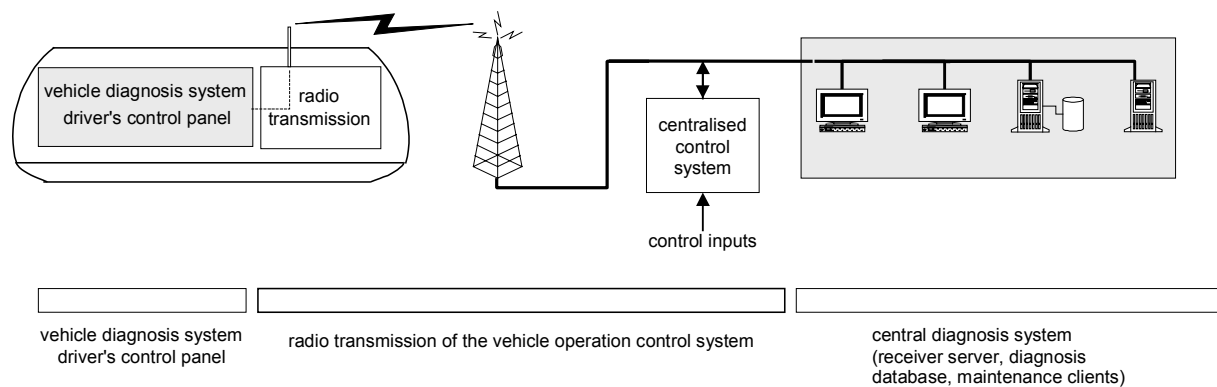 vehicle diagnosis system
driver's control panel
radio
transmission
centralised
control
system
control inputs
vehicle diagnosis system
driver's control panel
radio transmission of the vehicle operation control system
central diagnosis system
(receiver server, diagnosis
database, maintenance clients)